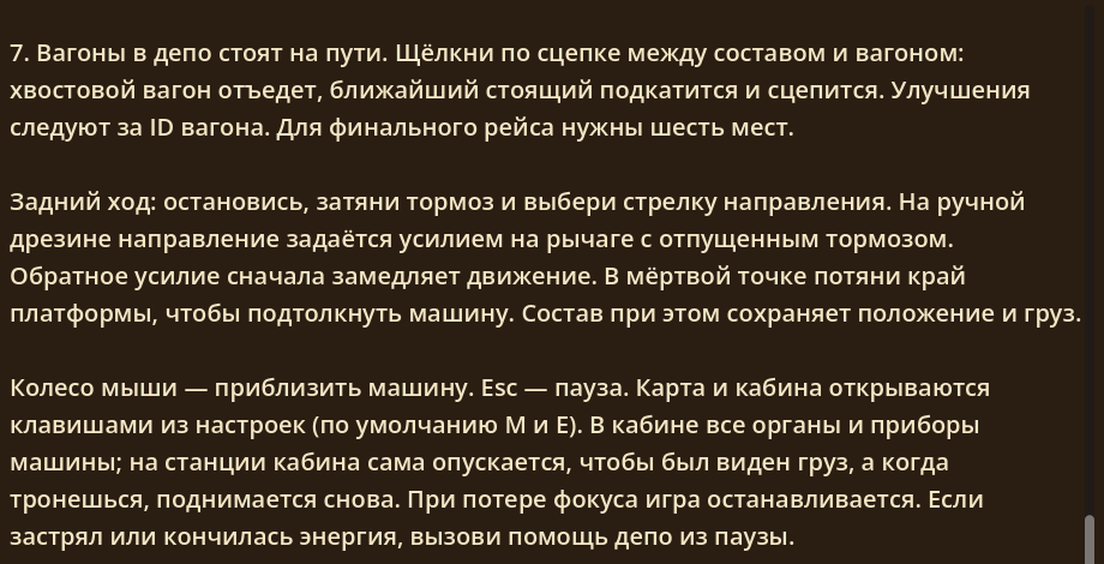 7. Вагоны в депо стоят на пути. Щёлкни по сцепке между составом и вагоном:
хвостовой вагон отъедет, ближайший стоящий подкатится и сцепится. Улучшения
следуют за ID вагона. Для финального рейса нужны шесть мест.
Задний ход: остановись, затяни тормоз и выбери стрелку направления. На ручной
дрезине направление задаётся усилием на рычаге с отпущенным тормозом.
Обратное усилие сначала замедляет движение. В мёртвой точке потяни край
платформы, чтобы подтолкнуть машину. Состав при этом сохраняет положение и груз.
Колесо мыши — приблизить машину. Esc — пауза. Карта и кабина открываются
клавишами из настроек (по умолчанию M и E). В кабине все органы и приборы
машины; на станции кабина сама опускается, чтобы был виден груз, а когда
тронешься, поднимается снова. При потере фокуса игра останавливается. Если
застрял или кончилась энергия, вызови помощь депо из паузы.